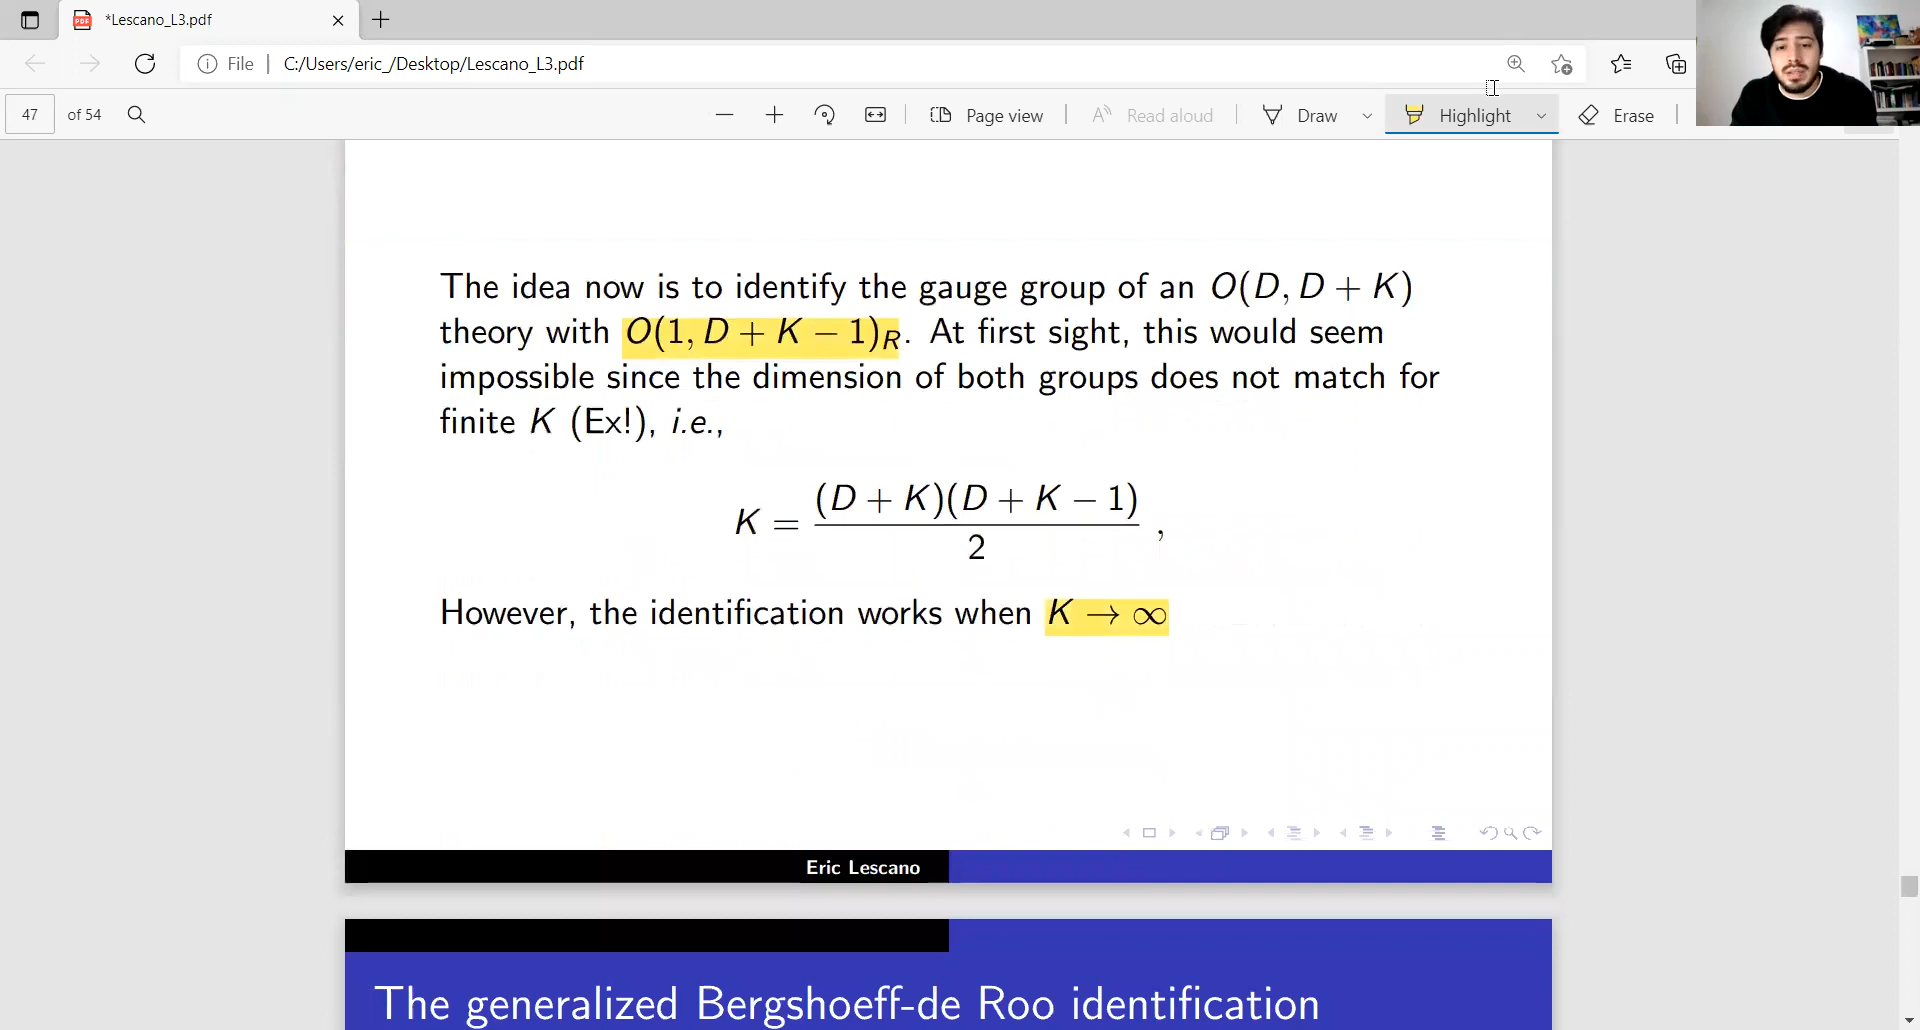 *Lescano_L3.pdf
File | C:/Users/eric_/Desktop/Lescano_L3.pdf
47 of 54 Page view Read aloud Draw Highlight Erase
The idea now is to identify the gauge group of an O(D, D + K)
theory with O(1, D + K − 1)_R. At first sight, this would seem
impossible since the dimension of both groups does not match for
finite K (Ex!), i.e.,
K = (D + K)(D + K − 1) / 2 ,
However, the identification works when K → ∞
Eric Lescano
The generalized Bergshoeff-de Roo identification